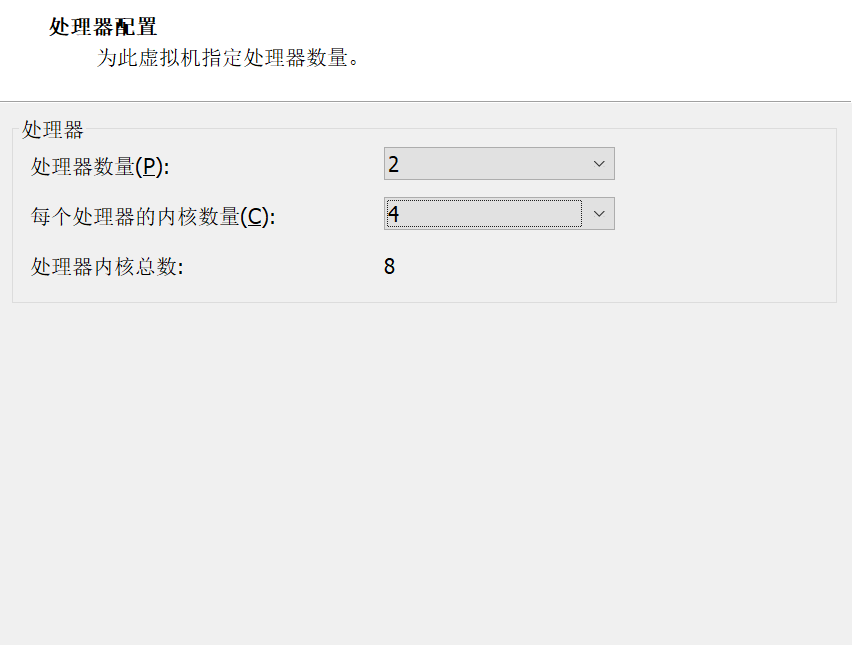 处理器配置
为此虚拟机指定处理器数量。
处理器
处理器数量(P): 2
每个处理器的内核数量(C): 4
处理器内核总数: 8